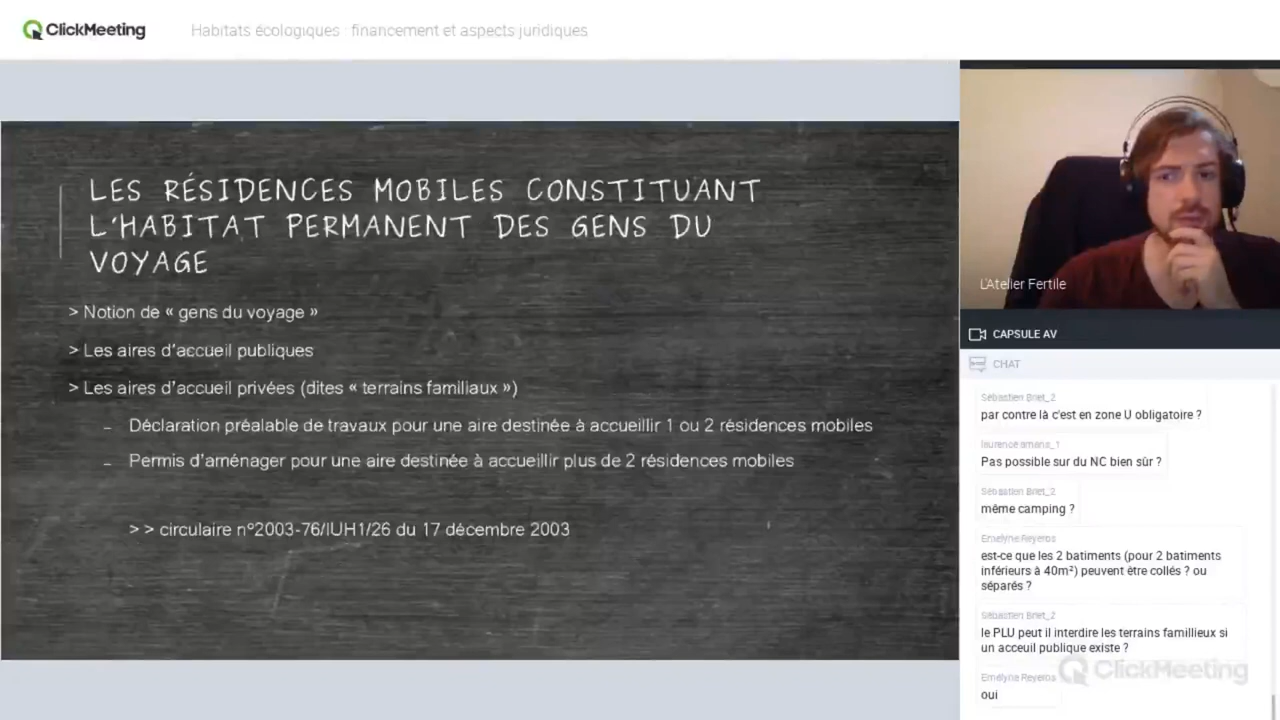 ClickMeeting
Habitats écologiques : financement et aspects juridiques
LES RÉSIDENCES MOBILES CONSTITUANT
L'HABITAT PERMANENT DES GENS DU
VOYAGE
> Notion de « gens du voyage »
> Les aires d'accueil publiques
> Les aires d'accueil privées (dites « terrains familiaux »)
– Déclaration préalable de travaux pour une aire destinée à accueillir 1 ou 2 résidences mobiles
– Permis d'aménager pour une aire destinée à accueillir plus de 2 résidences mobiles
> > circulaire n°2003-76/IUH1/26 du 17 décembre 2003
L'Atelier Fertile
CAPSULE AV
CHAT
Sébastien Briet_2
par contre là c'est en zone U obligatoire ?
Pas possible sur du NC bien sûr ?
Sébastien Briet_2
même camping ?
Emelyne Reyeros
est-ce que les 2 batiments (pour 2 batiments
inférieurs à 40m²) peuvent être collés ? ou
séparés ?
Sébastien Briet_2
le PLU peut il interdire les terrains famillieux si
un acceuil publique existe ?
ClickMeeting
Emelyne Reyeros
oui